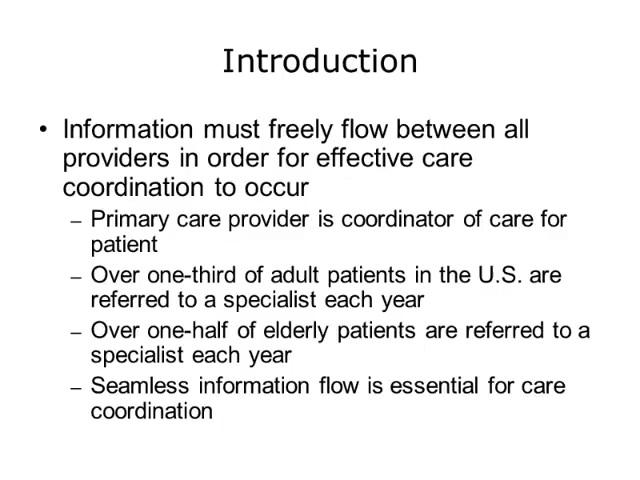 Introduction
• Information must freely flow between all
providers in order for effective care
coordination to occur
– Primary care provider is coordinator of care for
patient
– Over one-third of adult patients in the U.S. are
referred to a specialist each year
– Over one-half of elderly patients are referred to a
specialist each year
– Seamless information flow is essential for care
coordination